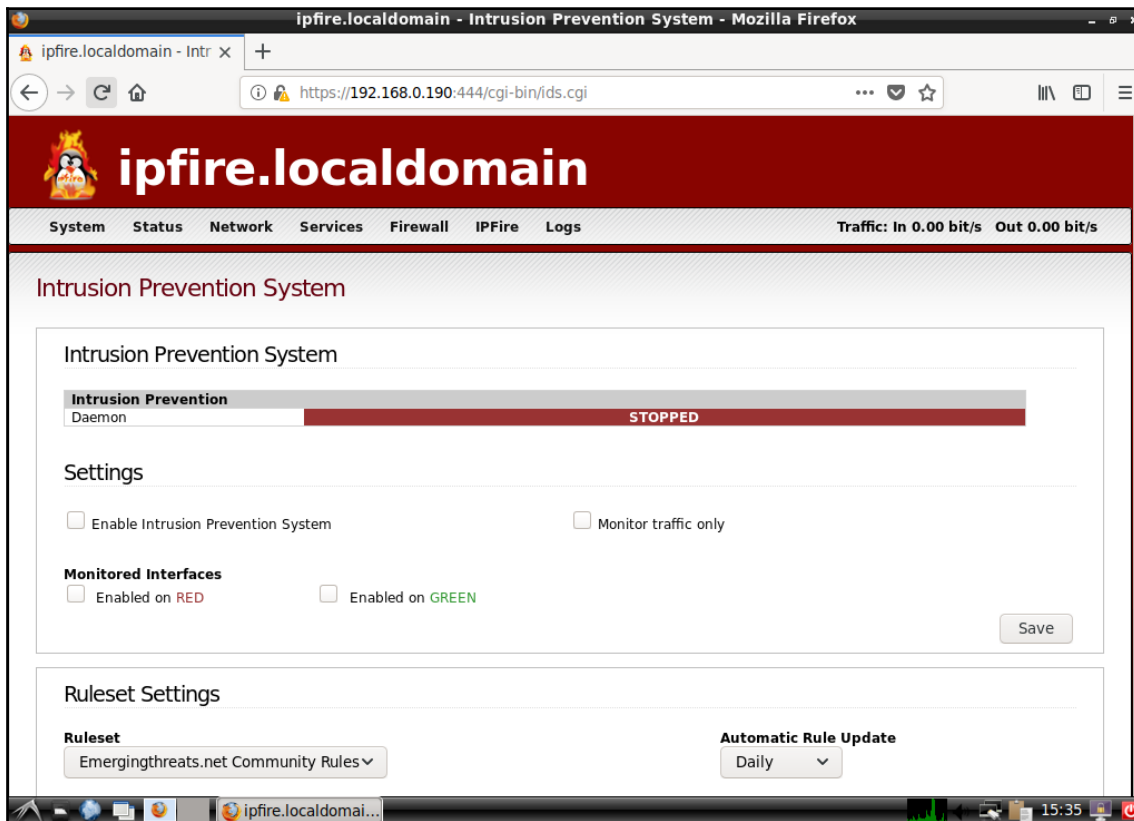 ipfire.localdomain - Intrusion Prevention System - Mozilla Firefox
ipfire.localdomain - Intr
https://192.168.0.190:444/cgi-bin/ids.cgi
ipfire.localdomain
System Status Network Services Firewall IPFire Logs Traffic: In 0.00 bit/s Out 0.00 bit/s
Intrusion Prevention System
Intrusion Prevention System
Intrusion Prevention
Daemon STOPPED
Settings
Enable Intrusion Prevention System Monitor traffic only
Monitored Interfaces
Enabled on RED Enabled on GREEN
Save
Ruleset Settings
Ruleset Automatic Rule Update
Emergingthreats.net Community Rules Daily
ipfire.localdomai... 15:35